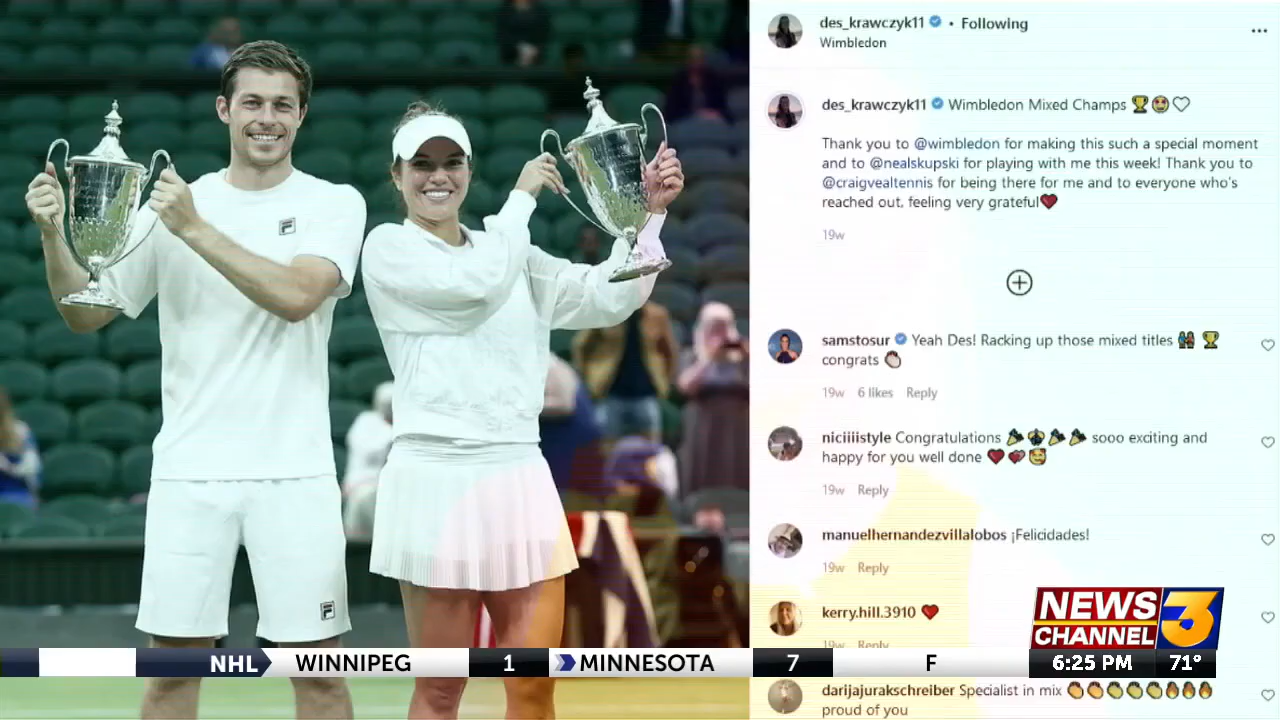 des_krawczyk11 • Following
Wimbledon
des_krawczyk11 Wimbledon Mixed Champs
Thank you to @wimbledon for making this such a special moment
and to @nealskupski for playing with me this week! Thank you to
@craigvealtennis for being there for me and to everyone who's
reached out, feeling very grateful
19w
samstosur Yeah Des! Racking up those mixed titles
congrats
19w 6 likes Reply
niciiiistyle Congratulations sooo exciting and
happy for you well done
19w Reply
manuelhernandezvillalobos ¡Felicidades!
19w Reply
kerry.hill.3910
19w Reply
darijajurakschreiber Specialist in mix
proud of you
FILA
FILA
NEWS
CHANNEL 3
6:25 PM 71°
NHL WINNIPEG 1 MINNESOTA 7 F